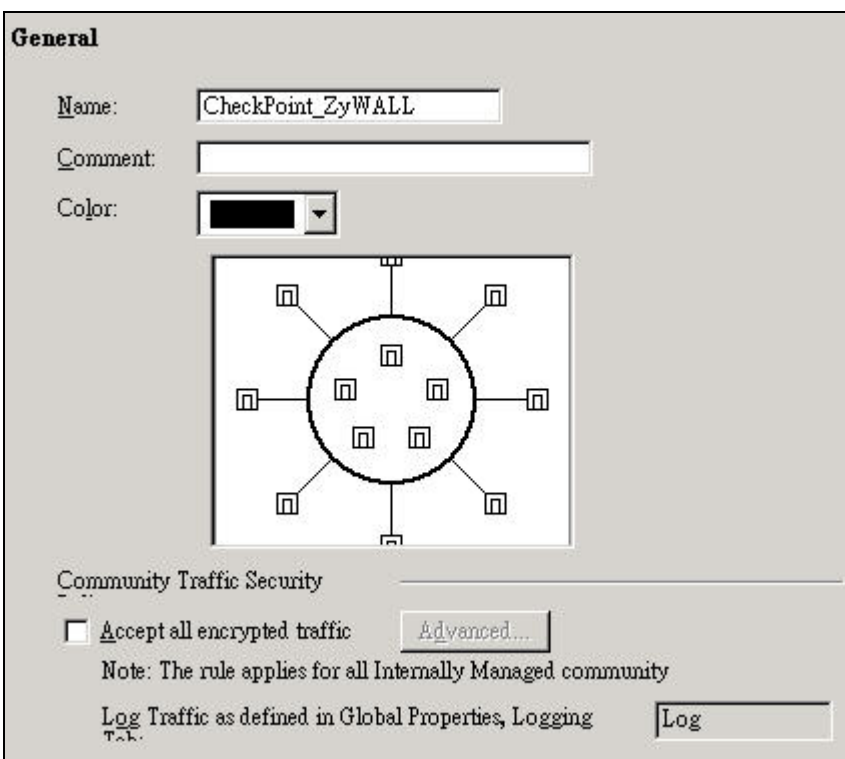 General
Name: CheckPoint_ZyWALL
Comment:
Color:
Community Traffic Security
Accept all encrypted traffic Advanced...
Note: The rule applies for all Internally Managed community
Log Traffic as defined in Global Properties, Logging Log